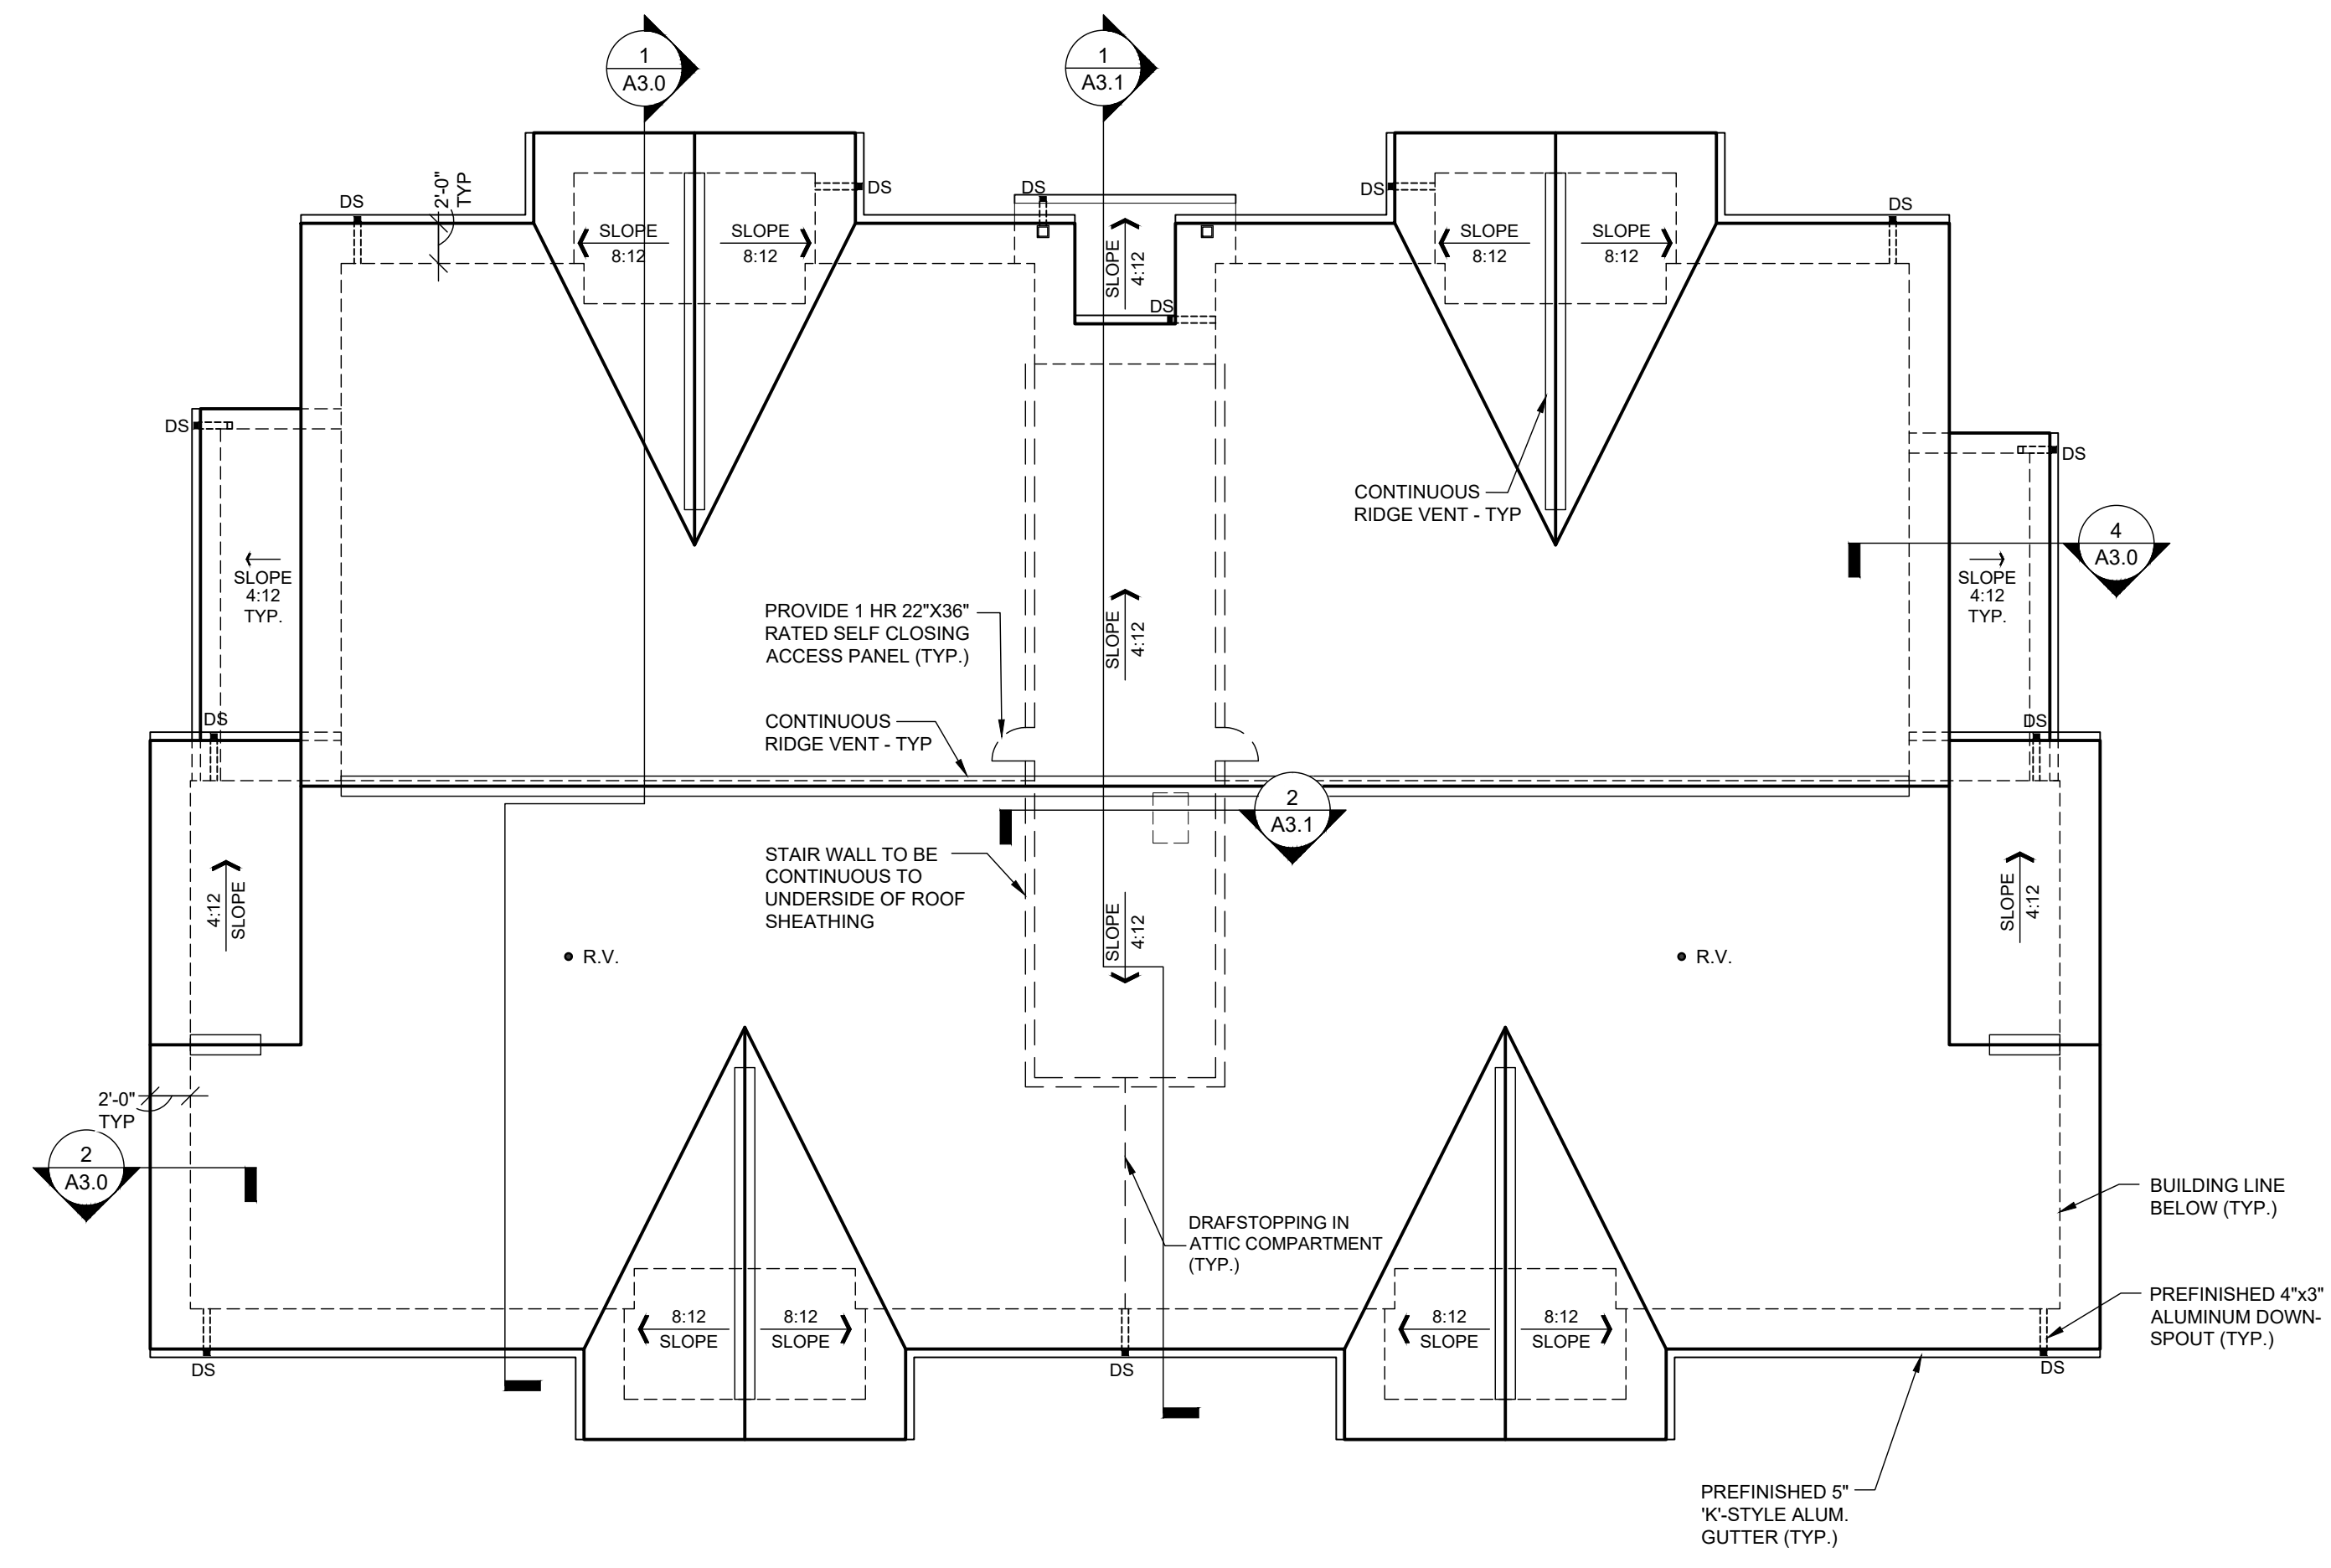 1
A3.0
1
A3.1
DS
2'-0"
TYP
DS
DS
DS
DS
SLOPE
8:12
SLOPE
8:12
SLOPE
4:12
SLOPE
8:12
SLOPE
8:12
DS
DS
DS
CONTINUOUS
RIDGE VENT - TYP
4
A3.0
SLOPE
4:12
TYP.
SLOPE
4:12
TYP.
PROVIDE 1 HR 22"X36"
RATED SELF CLOSING
ACCESS PANEL (TYP.)
SLOPE
4:12
CONTINUOUS
RIDGE VENT - TYP
DS
DS
2
A3.1
STAIR WALL TO BE
CONTINUOUS TO
UNDERSIDE OF ROOF
SHEATHING
4:12
SLOPE
SLOPE
4:12
SLOPE
4:12
R.V.
R.V.
2'-0"
TYP
2
A3.0
DRAFSTOPPING IN
ATTIC COMPARTMENT
(TYP.)
BUILDING LINE
BELOW (TYP.)
8:12
SLOPE
8:12
SLOPE
8:12
SLOPE
8:12
SLOPE
PREFINISHED 4"x3"
ALUMINUM DOWN-
SPOUT (TYP.)
DS
DS
DS
PREFINISHED 5"
'K'-STYLE ALUM.
GUTTER (TYP.)